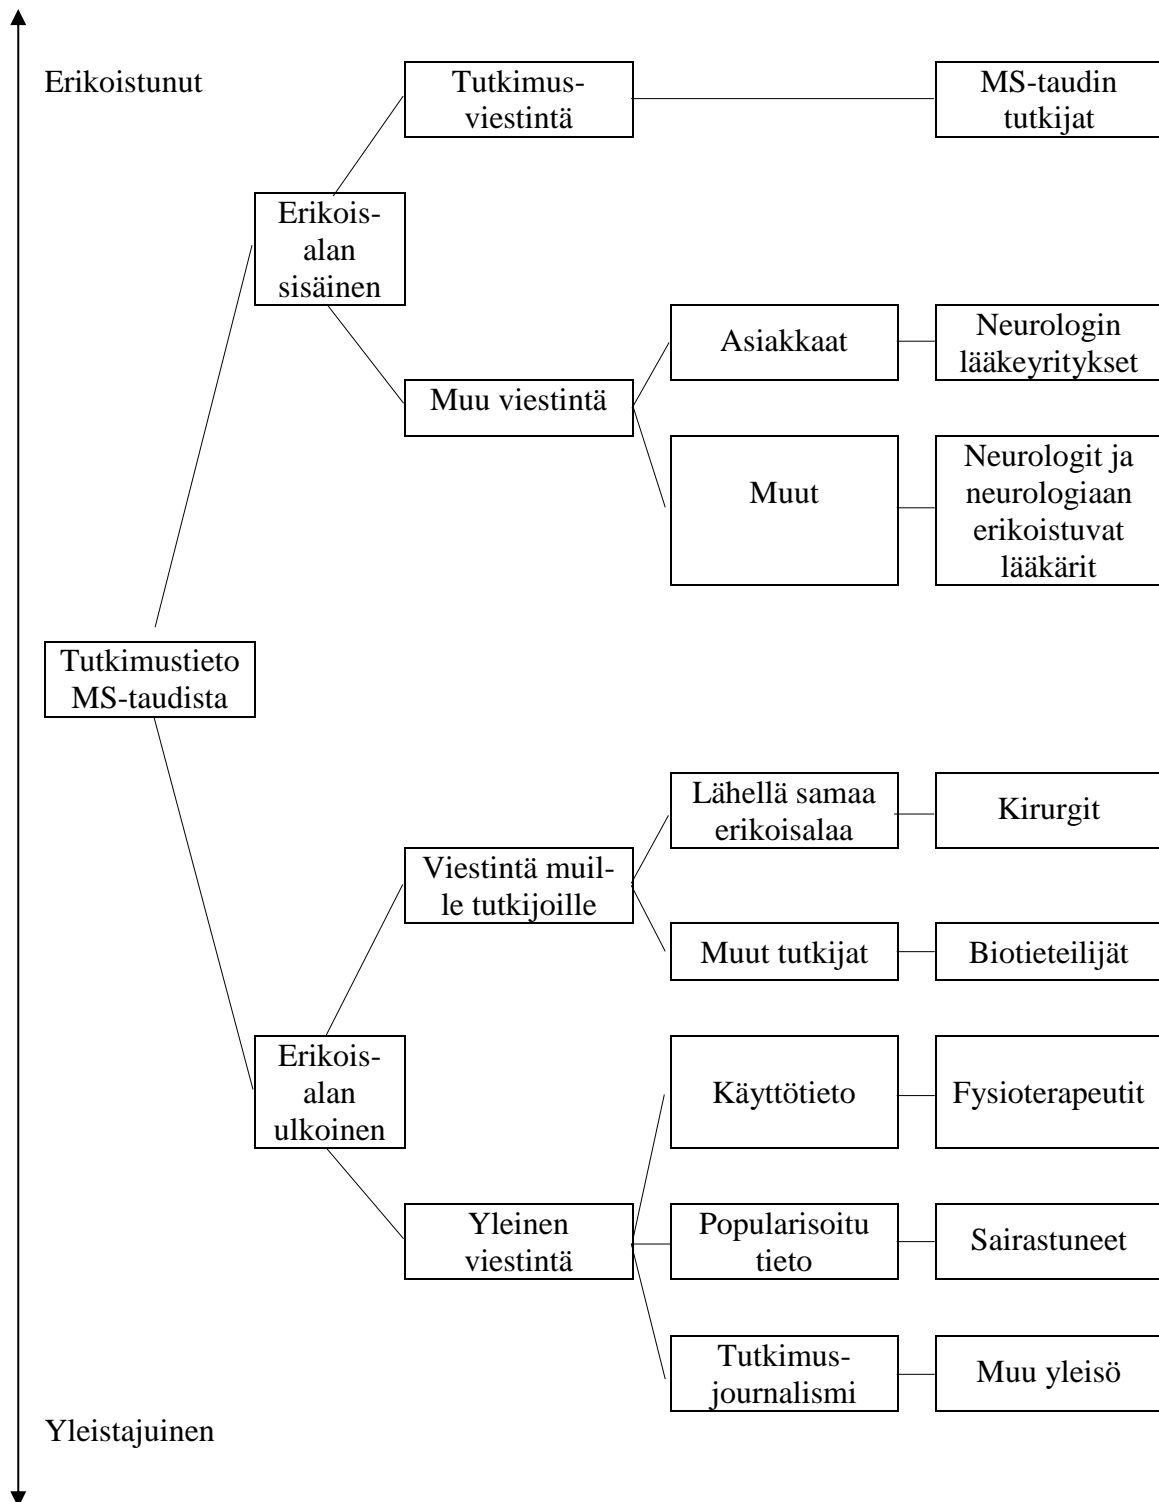 Erikoistunut
Tutkimus-
viestintä
MS-taudin
tutkijat
Erikois-
alan
sisäinen
Asiakkaat
Neurologin
lääkeyritykset
Muu viestintä
Muut
Neurologit ja
neurologiaan
erikoistuvat
lääkärit
Tutkimustieto
MS-taudista
Lähellä samaa
erikoisalaa
Kirurgit
Viestintä muil-
le tutkijoille
Muut tutkijat
Biotieteilijät
Erikois-
alan
ulkoinen
Käyttötieto
Fysioterapeutit
Yleinen
viestintä
Popularisoitu
tieto
Sairastuneet
Tutkimus-
journalismi
Muu yleisö
Yleistajuinen